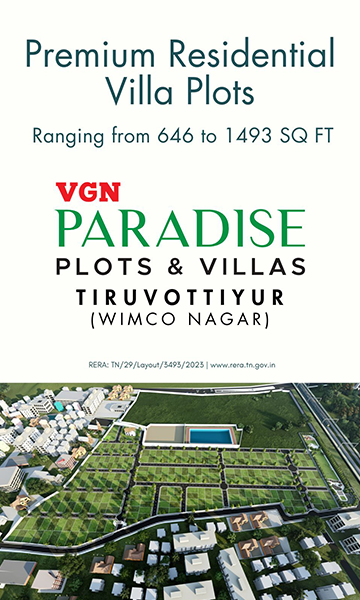 Premium Residential
Villa Plots
Ranging from 646 to 1493 SQ FT
VGN
PARADISE
PLOTS & VILLAS
TIRUVOTTIYUR
(WIMCO NAGAR)
RERA: TN/29/Layout/3493/2023 | www.rera.tn.gov.in